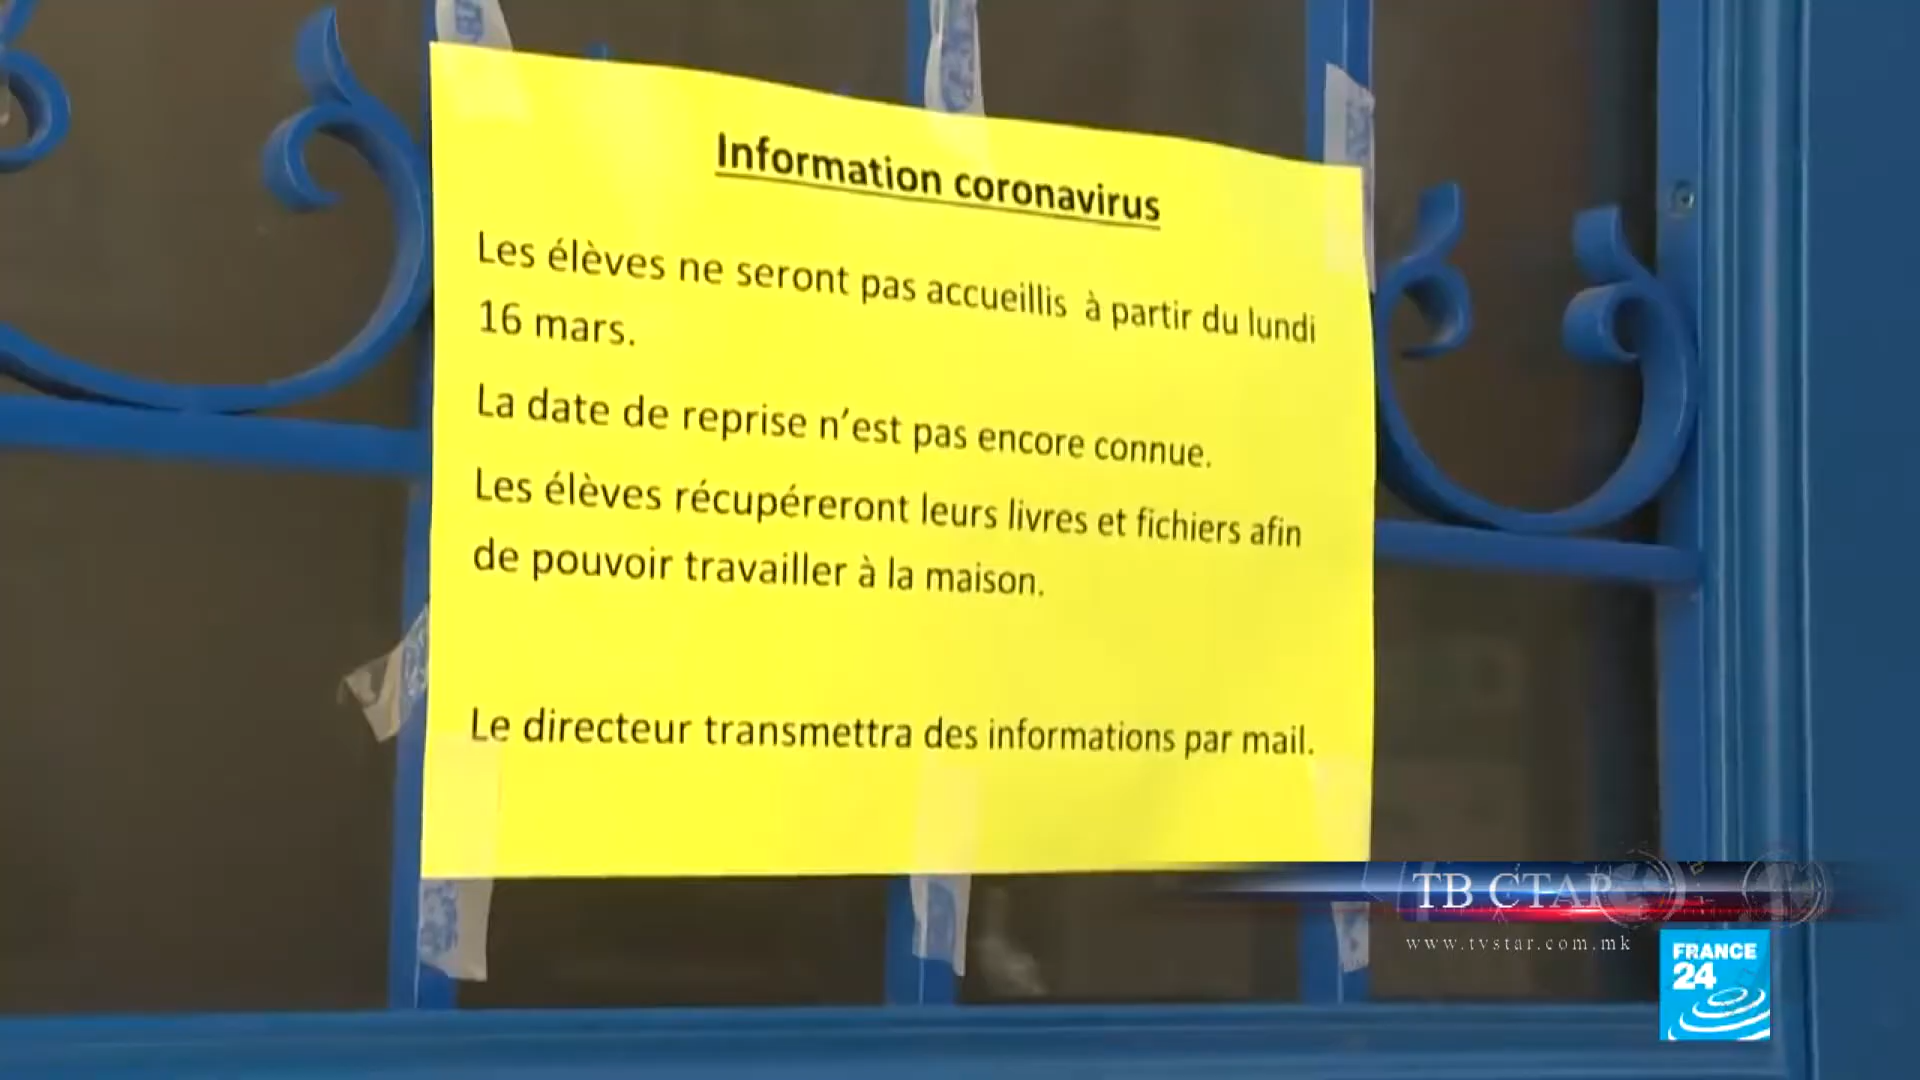 Information coronavirus
Les élèves ne seront pas accueillis à partir du lundi
16 mars.
La date de reprise n'est pas encore connue.
Les élèves récupéreront leurs livres et fichiers afin
de pouvoir travailler à la maison.
Le directeur transmettra des informations par mail.
ТВ СТАР
www.tvstar.com.mk
FRANCE
24